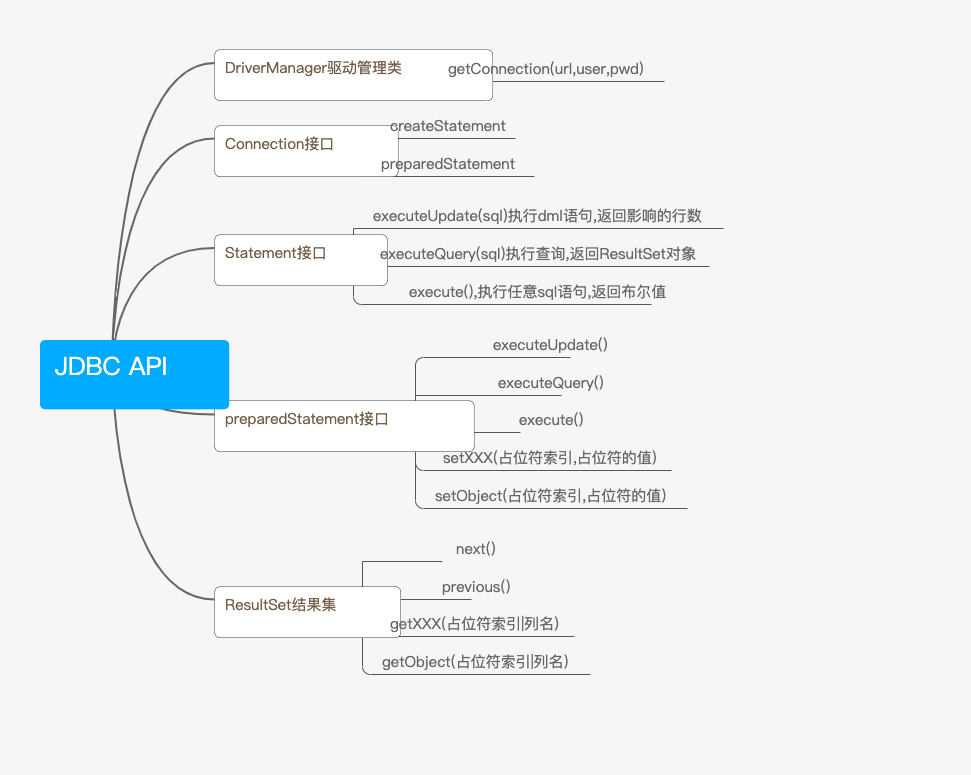 DriverManager驱动管理类
getConnection(url,user,pwd)
Connection接口
createStatement
preparedStatement
Statement接口
executeUpdate(sql)执行dml语句,返回影响的行数
executeQuery(sql)执行查询,返回ResultSet对象
execute(),执行任意sql语句,返回布尔值
JDBC API
preparedStatement接口
executeUpdate()
executeQuery()
execute()
setXXX(占位符索引,占位符的值)
setObject(占位符索引,占位符的值)
ResultSet结果集
next()
previous()
getXXX(占位符索引|列名)
getObject(占位符索引|列名)